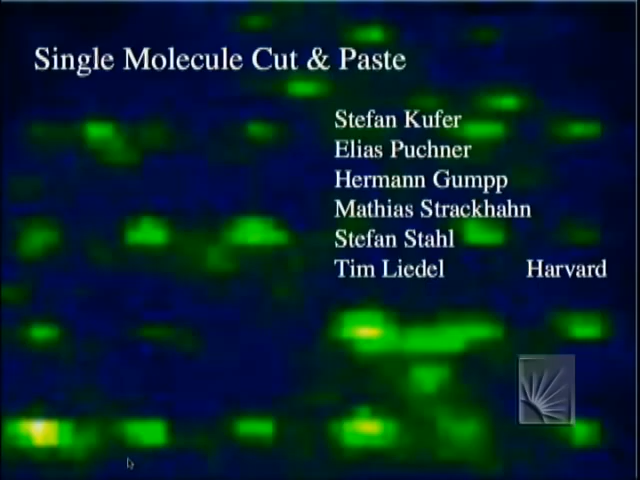 Single Molecule Cut & Paste
Stefan Kufer
Elias Puchner
Hermann Gumpp
Mathias Strackhahn
Stefan Stahl
Tim Liedel Harvard